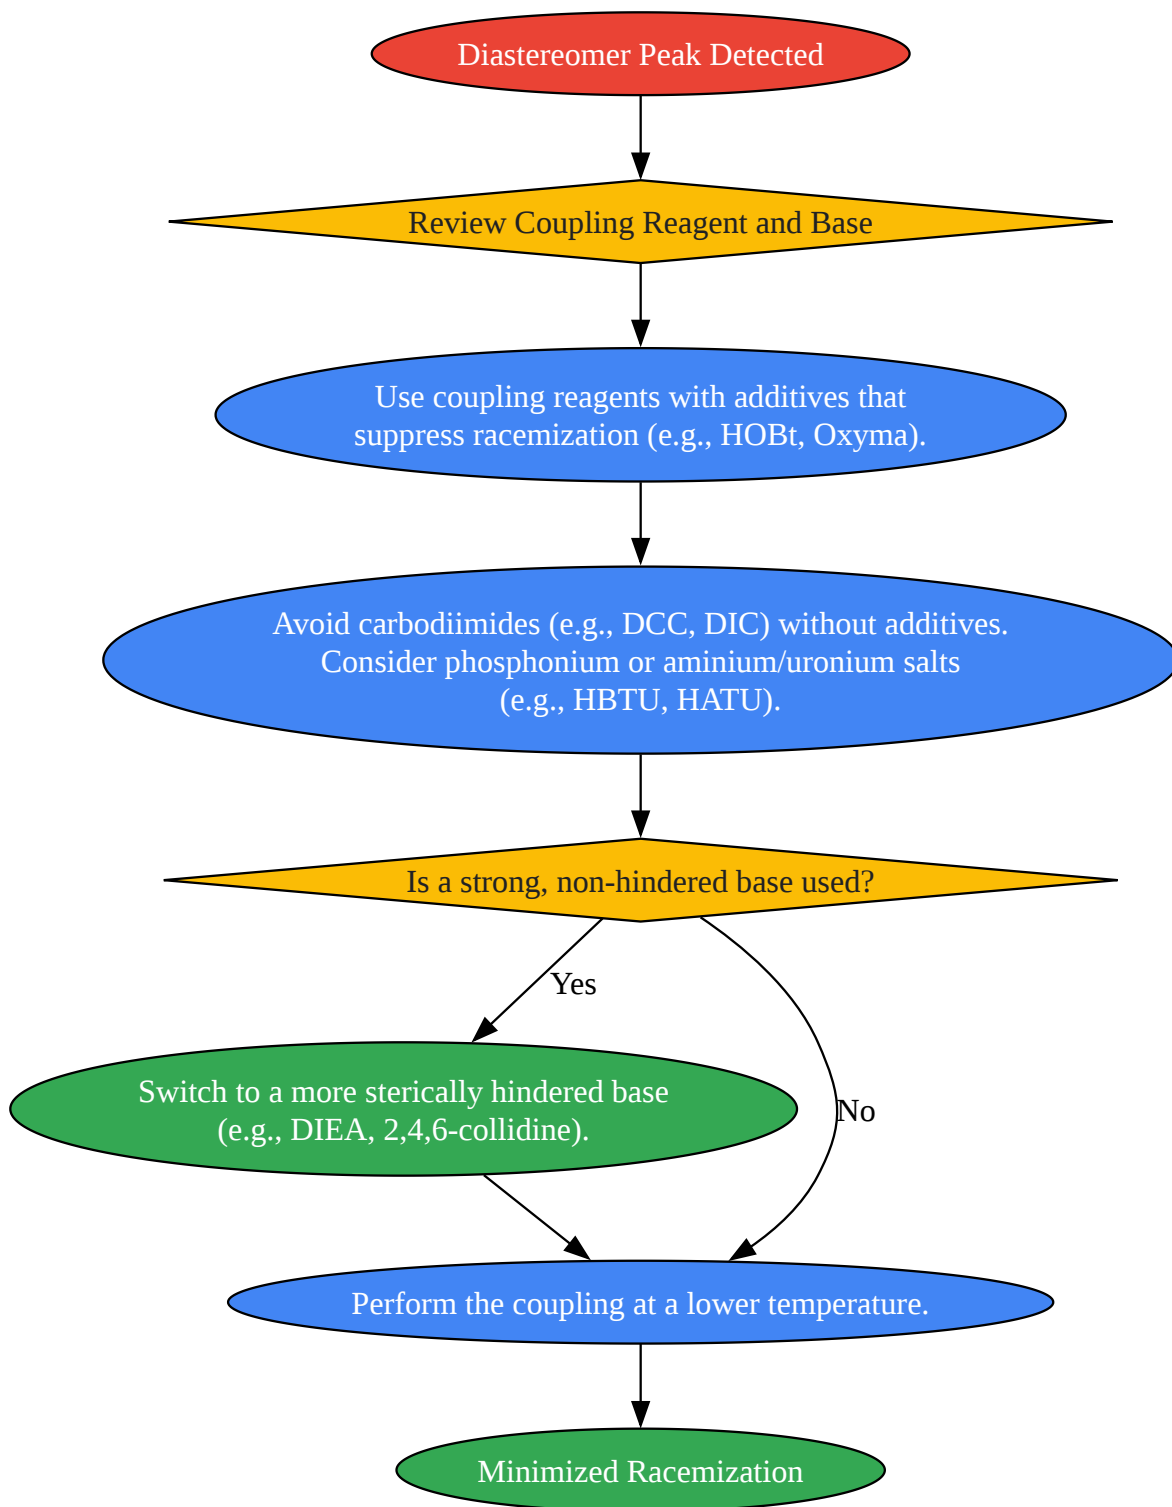 Diastereomer Peak Detected
Review Coupling Reagent and Base
Use coupling reagents with additives that
suppress racemization (e.g., HOBt, Oxyma).
Avoid carbodiimides (e.g., DCC, DIC) without additives.
Consider phosphonium or aminium/uronium salts
(e.g., HBTU, HATU).
Is a strong, non-hindered base used?
Yes
Switch to a more sterically hindered base
(e.g., DIEA, 2,4,6-collidine).
No
Perform the coupling at a lower temperature.
Minimized Racemization